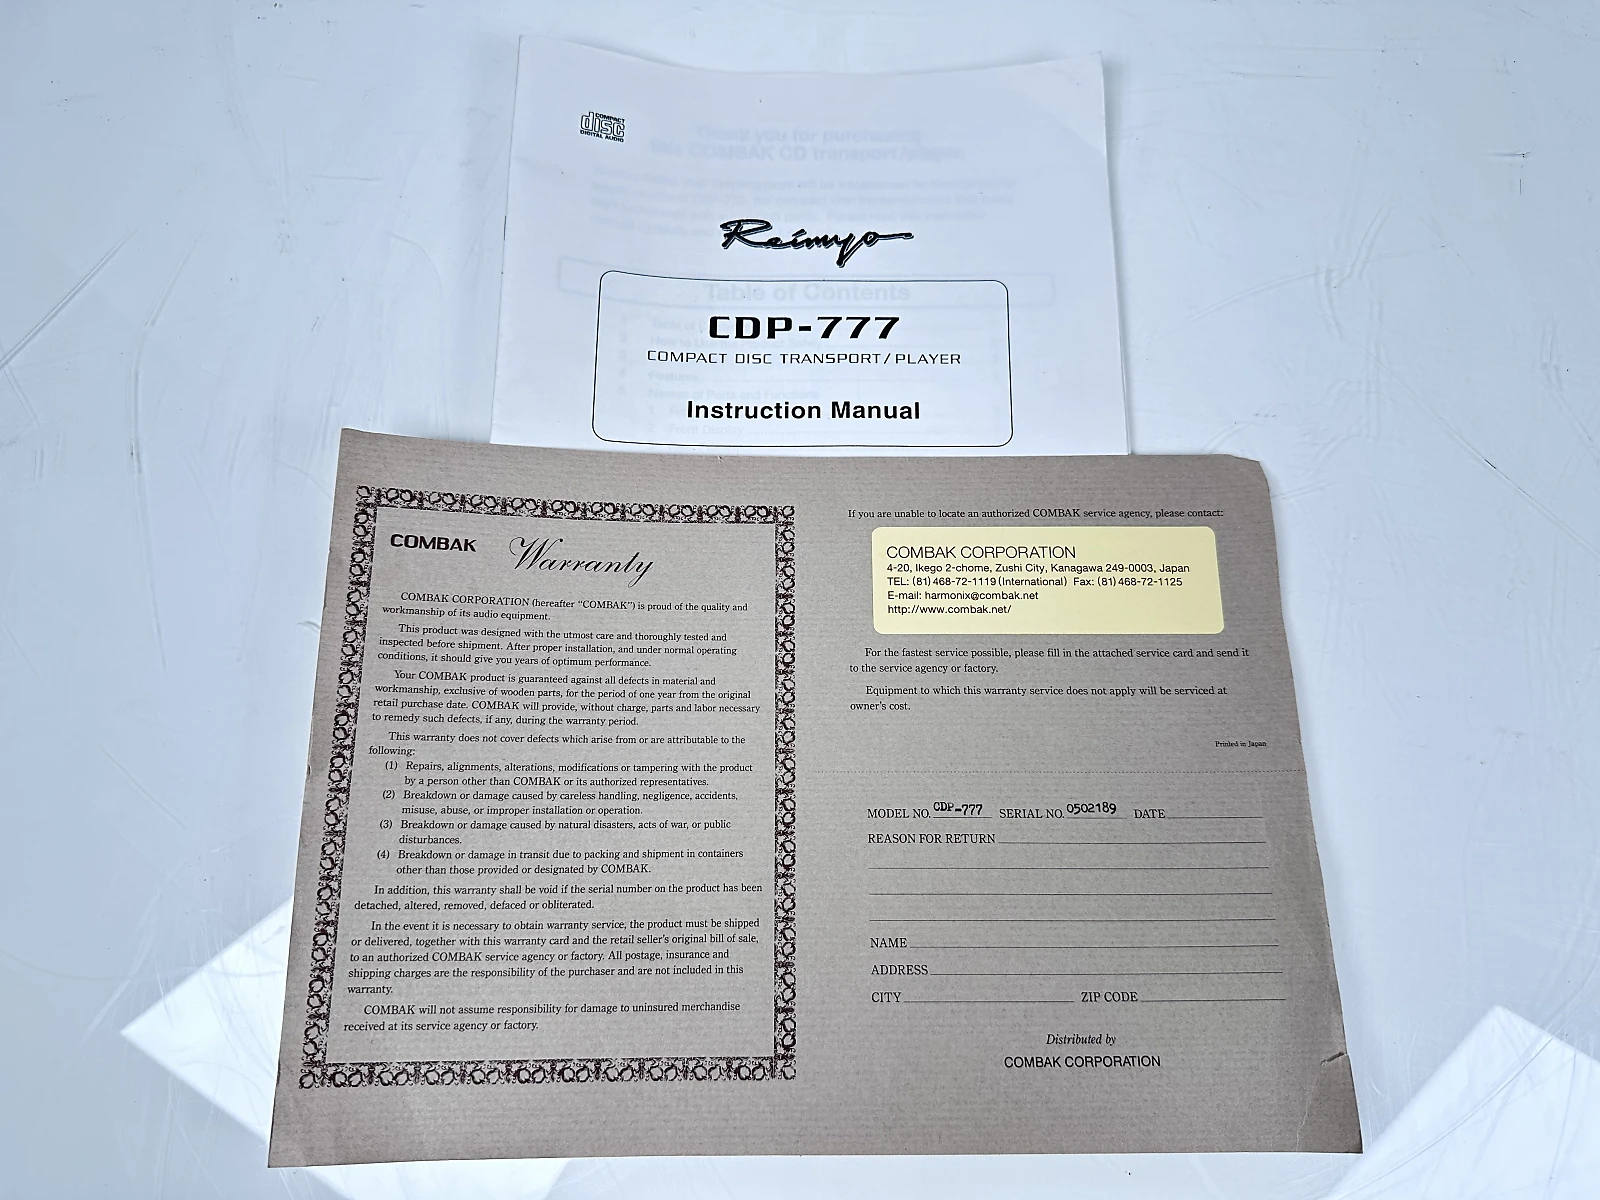 COMPACT
disc
DIGITAL AUDIO
Thank you for purchasing
this COMBAK CD transport/player.
Reimyo
Table of Contents
CDP-777
COMPACT DISC TRANSPORT/PLAYER
Features
Instruction Manual
Front Display
COMBAK Warranty
COMBAK CORPORATION (hereafter “COMBAK”) is proud of the quality and
workmanship of its audio equipment.
This product was designed with the utmost care and thoroughly tested and
inspected before shipment. After proper installation, and under normal operating
conditions, it should give you years of optimum performance.
Your COMBAK product is guaranteed against all defects in material and
workmanship, exclusive of wooden parts, for the period of one year from the original
retail purchase date. COMBAK will provide, without charge, parts and labor necessary
to remedy such defects, if any, during the warranty period.
This warranty does not cover defects which arise from or are attributable to the
following:
(1) Repairs, alignments, alterations, modifications or tampering with the product
by a person other than COMBAK or its authorized representatives.
(2) Breakdown or damage caused by careless handling, negligence, accidents,
misuse, abuse, or improper installation or operation.
(3) Breakdown or damage caused by natural disasters, acts of war, or public
disturbances.
(4) Breakdown or damage in transit due to packing and shipment in containers
other than those provided or designated by COMBAK.
In addition, this warranty shall be void if the serial number on the product has been
detached, altered, removed, defaced or obliterated.
In the event it is necessary to obtain warranty service, the product must be shipped
or delivered, together with this warranty card and the retail seller's original bill of sale,
to an authorized COMBAK service agency or factory. All postage, insurance and
shipping charges are the responsibility of the purchaser and are not included in this
warranty.
COMBAK will not assume responsibility for damage to uninsured merchandise
received at its service agency or factory.
If you are unable to locate an authorized COMBAK service agency, please contact:
COMBAK CORPORATION
4-20, Ikego 2-chome, Zushi City, Kanagawa 249-0003, Japan
TEL: (81) 468-72-1119 (International) Fax: (81) 468-72-1125
E-mail: harmonix@combak.net
http://www.combak.net/
For the fastest service possible, please fill in the attached service card and send it
to the service agency or factory.
Equipment to which this warranty service does not apply will be serviced at
owner's cost.
Printed in Japan
MODEL NO. CDP-777 SERIAL NO. 0502189 DATE
REASON FOR RETURN
NAME
ADDRESS
CITY ZIP CODE
Distributed by
COMBAK CORPORATION